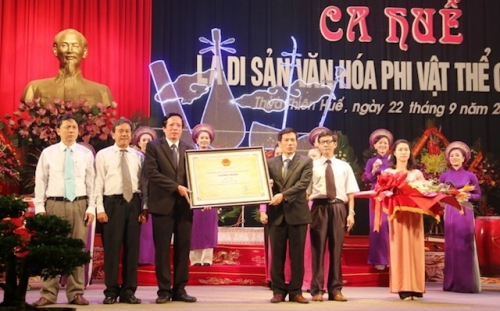 CA HUẾ
LÀ DI SẢN VĂN HÓA PHI VẬT THỂ
Thừa Thiên Huế, ngày 22 tháng 9 năm